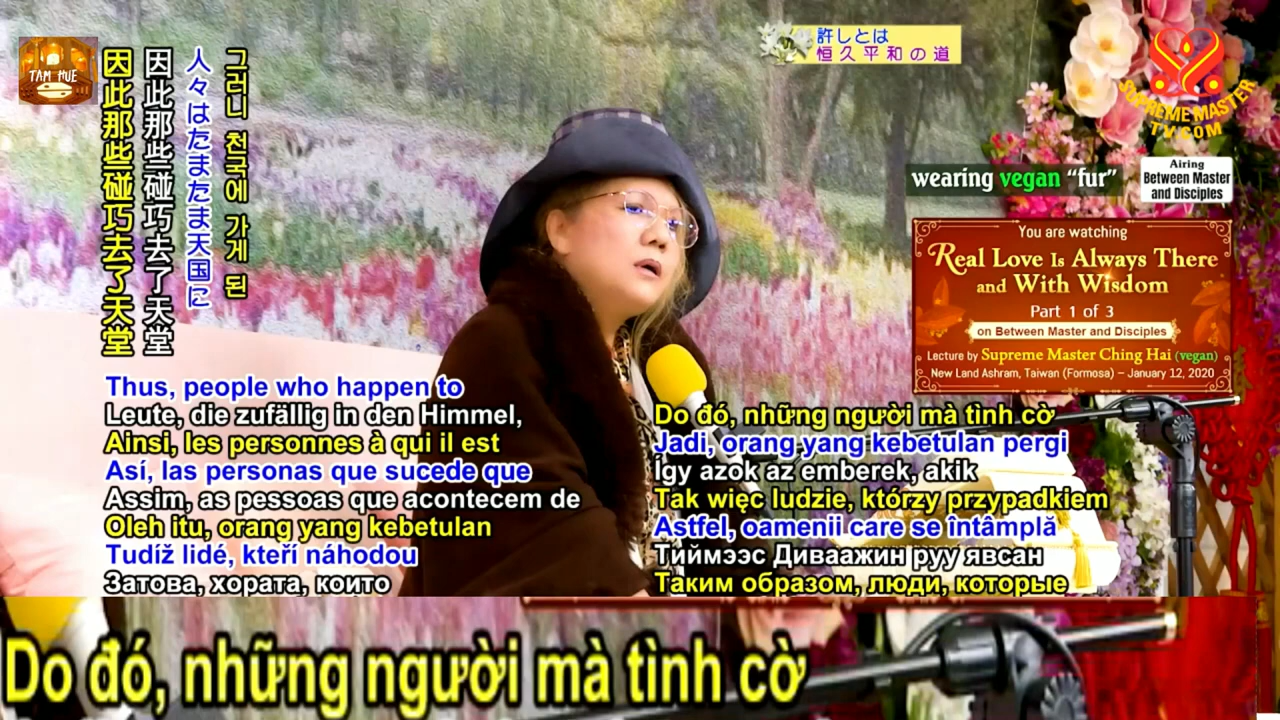 TAM HUE
因此那些碰巧去了天堂
因此那些碰巧去了天堂
人々はたまたま天国に
그러니 천국에 가게 된
許しとは
恒久平和の道
SUPREME MASTER
TV.COM
wearing vegan “fur”
Airing
Between Master
and Disciples
You are watching
Real Love Is Always There
and With Wisdom
Part 1 of 3
on Between Master and Disciples
Lecture by Supreme Master Ching Hai (vegan)
New Land Ashram, Taiwan (Formosa) – January 12, 2020
Thus, people who happen to
Leute, die zufällig in den Himmel,
Ainsi, les personnes à qui il est
Así, las personas que sucede que
Assim, as pessoas que acontecem de
Oleh itu, orang yang kebetulan
Tudíž lidé, kteří náhodou
Затова, хората, които
Do đó, những người mà tình cờ
Jadi, orang yang kebetulan pergi
Így azok az emberek, akik
Tak więc ludzie, którzy przypadkiem
Astfel, oamenii care se întâmplă
Тиймээс Диваажин руу явсан
Таким образом, люди, которые
Do đó, những người mà tình cờ